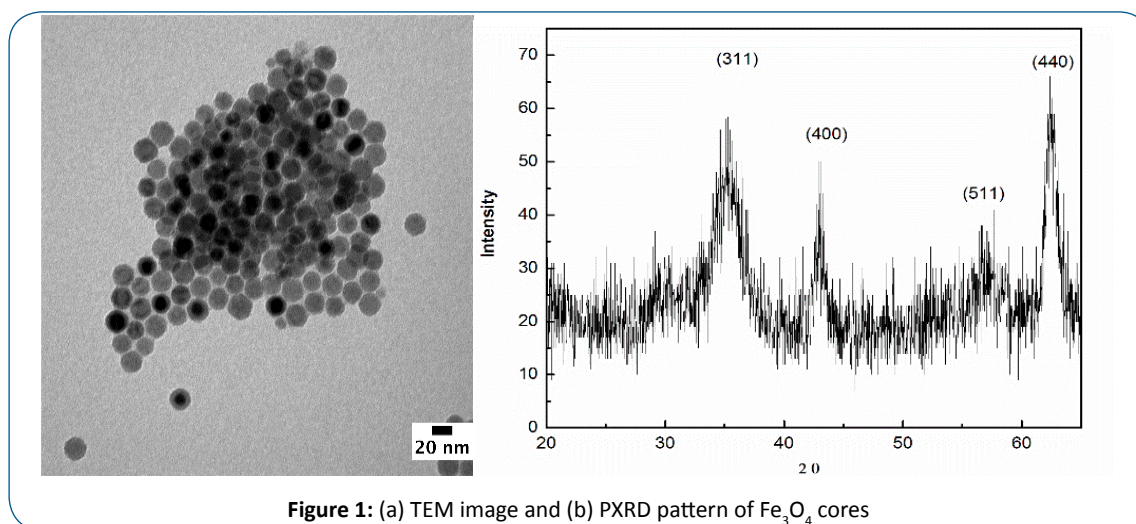 20 nm
(311)
(400)
(511)
(440)
Intensity
70
60
50
40
30
20
10
0
20 30 40 50 60
2 θ
Figure 1: (a) TEM image and (b) PXRD pattern of Fe₃O₄ cores